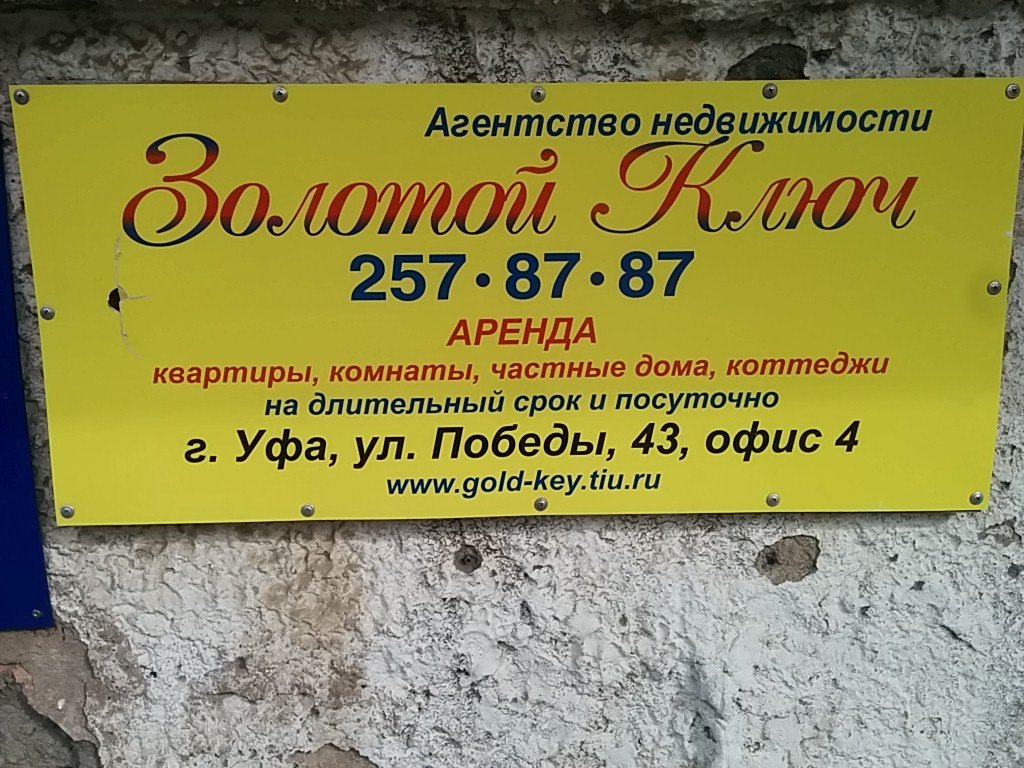 Агентство недвижимости
Золотой Ключ
257•87•87
АРЕНДА
квартиры, комнаты, частные дома, коттеджи
на длительный срок и посуточно
г. Уфа, ул. Победы, 43, офис 4
www.gold-key.tiu.ru